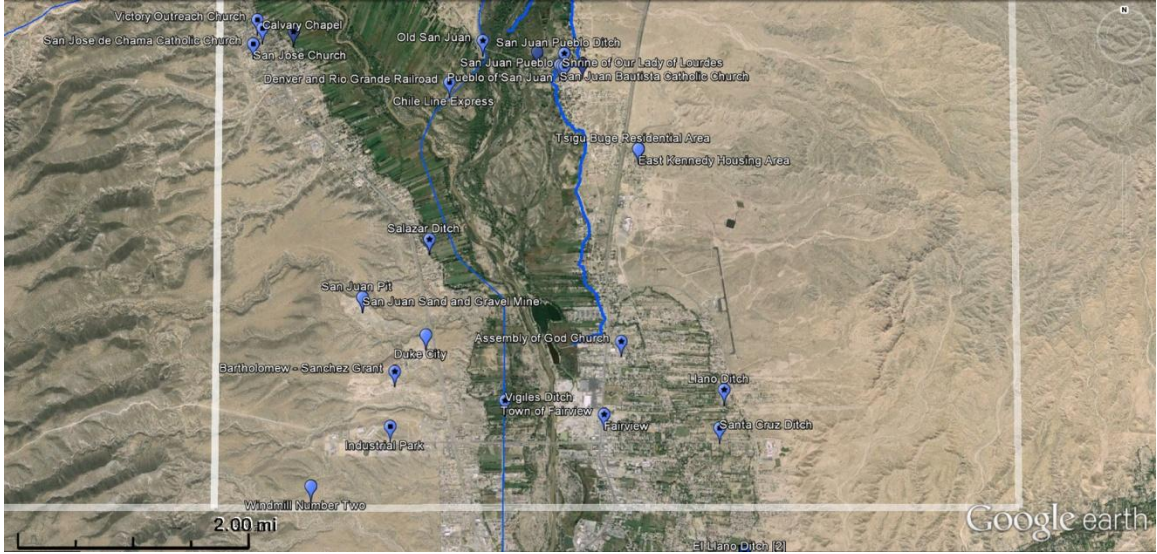 N
Victory Outreach Church
Calvary Chapel
San Jose de Chama Catholic Church
San José Church
Old San Juan
San Juan Pueblo Ditch
San Juan Pueblo
Shrine of Our Lady of Lourdes
Denver and Rio Grande Railroad
Pueblo of San Juan
San Juan Bautista Catholic Church
Chile Line Express
Tsigu Buge Residential Area
East Kennedy Housing Area
Salazar Ditch
San Juan Pit
San Juan Sand and Gravel Mine
Assembly of God Church
Duke City
Bartholomew - Sanchez Grant
Llano Ditch
Vigiles Ditch
Town of Fairview
Fairview
Santa Cruz Ditch
Industrial Park
Windmill Number Two
2.00 mi
Google earth
El Llano Ditch [2]